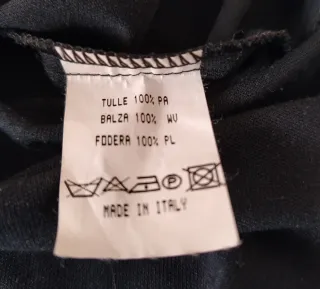 TULLE 100% PA
BALZA 100% WV
FODERA 100% PL
P
MADE IN ITALY